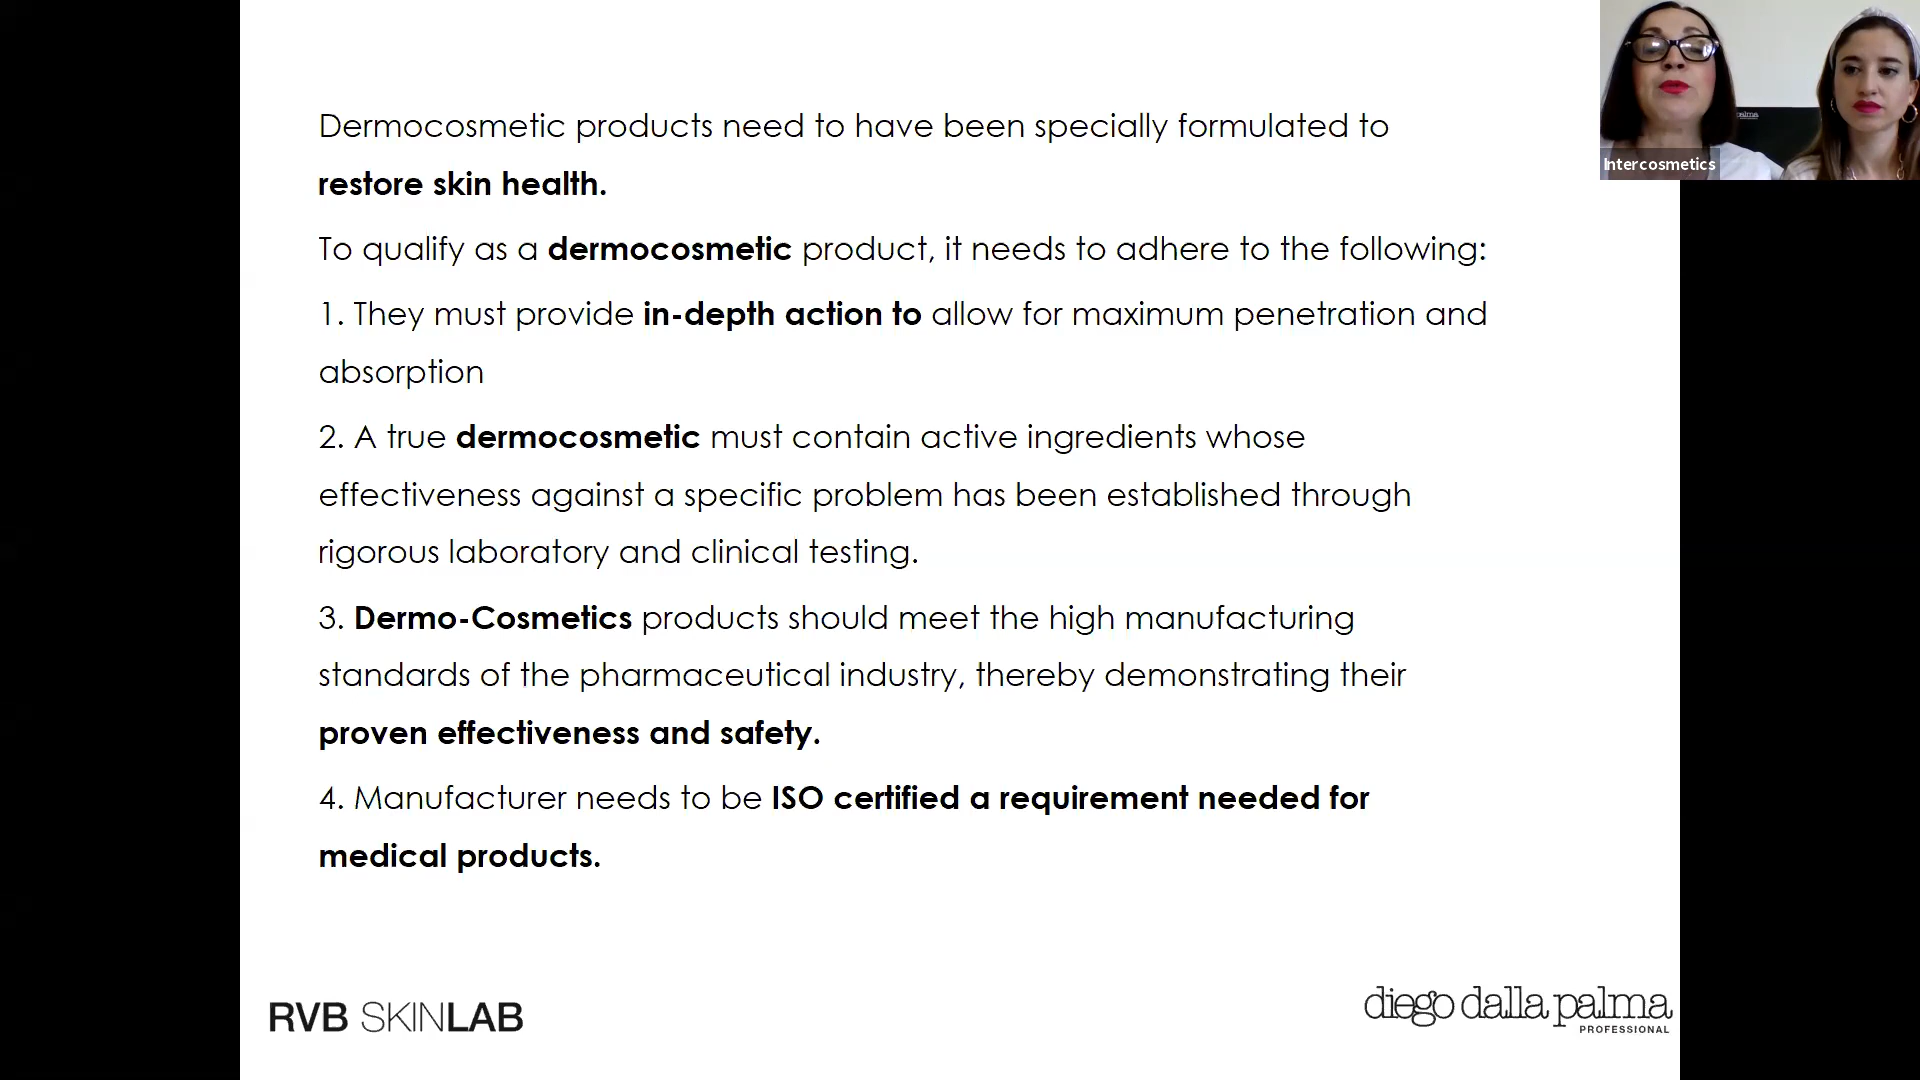 Dermocosmetic products need to have been specially formulated to
restore skin health.
To qualify as a dermocosmetic product, it needs to adhere to the following:
1. They must provide in-depth action to allow for maximum penetration and
absorption
2. A true dermocosmetic must contain active ingredients whose
effectiveness against a specific problem has been established through
rigorous laboratory and clinical testing.
3. Dermo-Cosmetics products should meet the high manufacturing
standards of the pharmaceutical industry, thereby demonstrating their
proven effectiveness and safety.
4. Manufacturer needs to be ISO certified a requirement needed for
medical products.
RVB SKINLAB
diego dalla palma
PROFESSIONAL
Intercosmetics